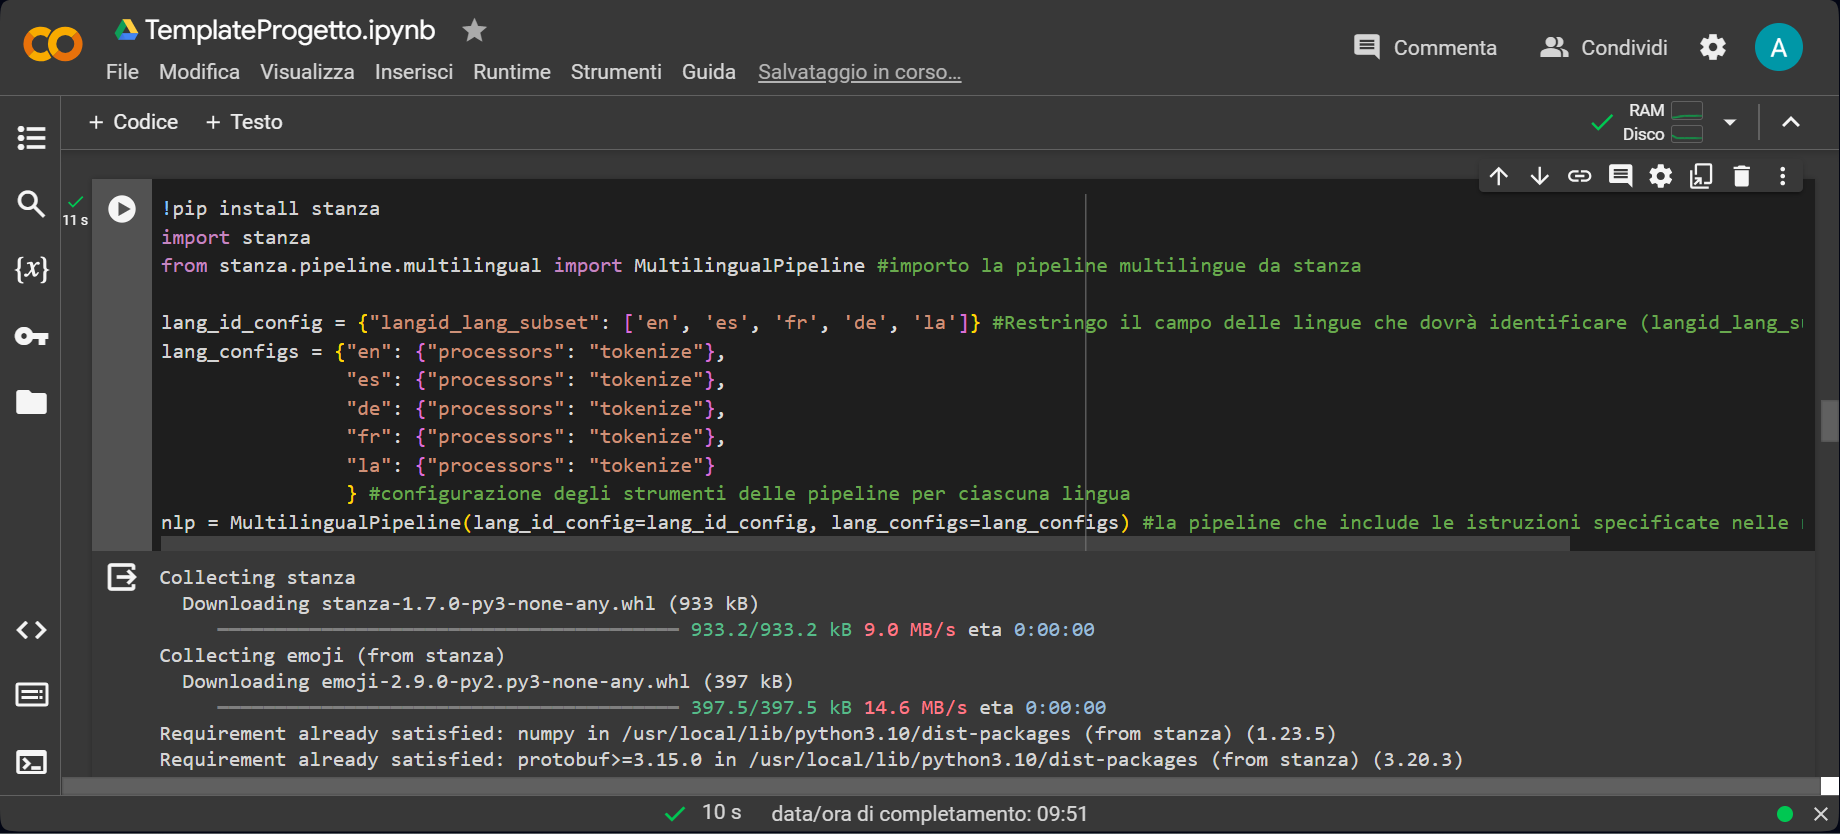 TemplateProgetto.ipynb
File Modifica Visualizza Inserisci Runtime Strumenti Guida Salvataggio in corso...
Commenta Condividi A
+ Codice + Testo
RAM
Disco
11 s
!pip install stanza
import stanza
from stanza.pipeline.multilingual import MultilingualPipeline #importo la pipeline multilingue da stanza
lang_id_config = {"langid_lang_subset": ['en', 'es', 'fr', 'de', 'la']} #Restringo il campo delle lingue che dovrà identificare (langid_lang_s
lang_configs = {"en": {"processors": "tokenize"},
"es": {"processors": "tokenize"},
"de": {"processors": "tokenize"},
"fr": {"processors": "tokenize"},
"la": {"processors": "tokenize"}
} #configurazione degli strumenti delle pipeline per ciascuna lingua
nlp = MultilingualPipeline(lang_id_config=lang_id_config, lang_configs=lang_configs) #la pipeline che include le istruzioni specificate nelle
Collecting stanza
Downloading stanza-1.7.0-py3-none-any.whl (933 kB)
933.2/933.2 kB 9.0 MB/s eta 0:00:00
Collecting emoji (from stanza)
Downloading emoji-2.9.0-py2.py3-none-any.whl (397 kB)
397.5/397.5 kB 14.6 MB/s eta 0:00:00
Requirement already satisfied: numpy in /usr/local/lib/python3.10/dist-packages (from stanza) (1.23.5)
Requirement already satisfied: protobuf>=3.15.0 in /usr/local/lib/python3.10/dist-packages (from stanza) (3.20.3)
10 s data/ora di completamento: 09:51